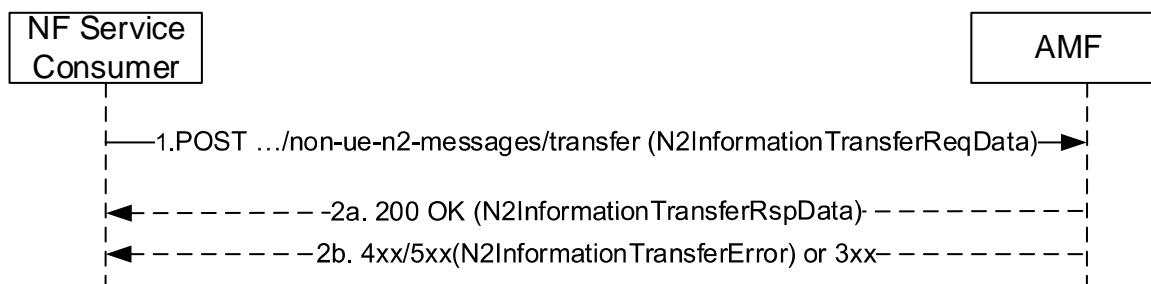 NF Service
Consumer
AMF
1.POST …/non-ue-n2-messages/transfer (N2InformationTransferReqData)
2a. 200 OK (N2InformationTransferRspData)
2b. 4xx/5xx(N2InformationTransferError) or 3xx